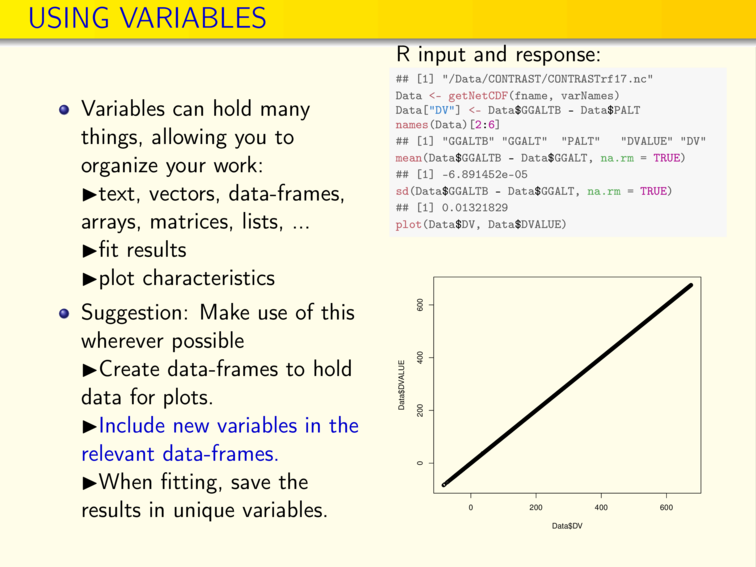 USING VARIABLES
Variables can hold many
things, allowing you to
organize your work:
▶text, vectors, data-frames,
arrays, matrices, lists, ...
▶fit results
▶plot characteristics
Suggestion: Make use of this
wherever possible
▶Create data-frames to hold
data for plots.
▶Include new variables in the
relevant data-frames.
▶When fitting, save the
results in unique variables.
R input and response:
## [1] "/Data/CONTRAST/CONTRASTrf17.nc"
Data <- getNetCDF(fname, varNames)
Data["DV"] <- Data$GGALTB - Data$PALT
names(Data)[2:6]
## [1] "GGALTB" "GGALT"  "PALT"   "DVALUE" "DV"
mean(Data$GGALTB - Data$GGALT, na.rm = TRUE)
## [1] -6.891452e-05
sd(Data$GGALTB - Data$GGALT, na.rm = TRUE)
## [1] 0.01321829
plot(Data$DV, Data$DVALUE)
600
400
200
0
Data$DVALUE
0 200 400 600
Data$DV